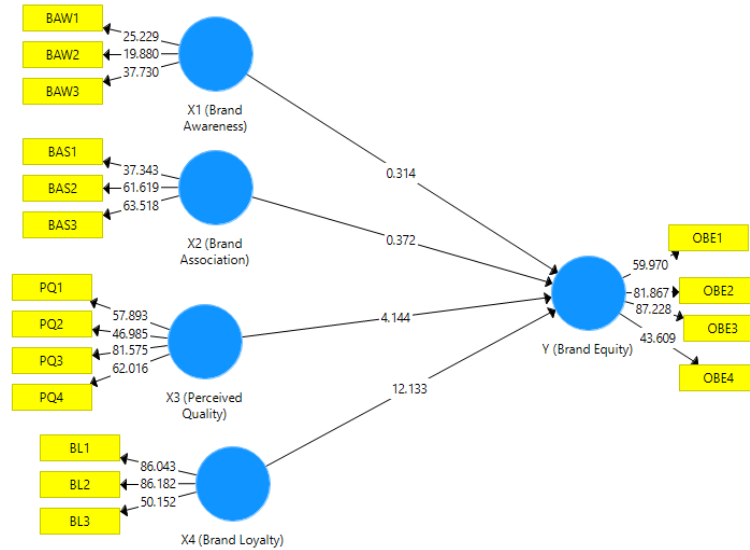 BAW1
25.229
BAW2
19.880
BAW3
37.730
X1 (Brand
Awareness)
0.314
BAS1
37.343
BAS2
61.619
BAS3
63.518
X2 (Brand
Association)
0.372
PQ1
57.893
PQ2
46.985
PQ3
81.575
PQ4
62.016
X3 (Perceived
Quality)
4.144
BL1
86.043
BL2
86.182
BL3
50.152
X4 (Brand Loyalty)
12.133
Y (Brand Equity)
OBE1
59.970
OBE2
81.867
87.228
OBE3
43.609
OBE4